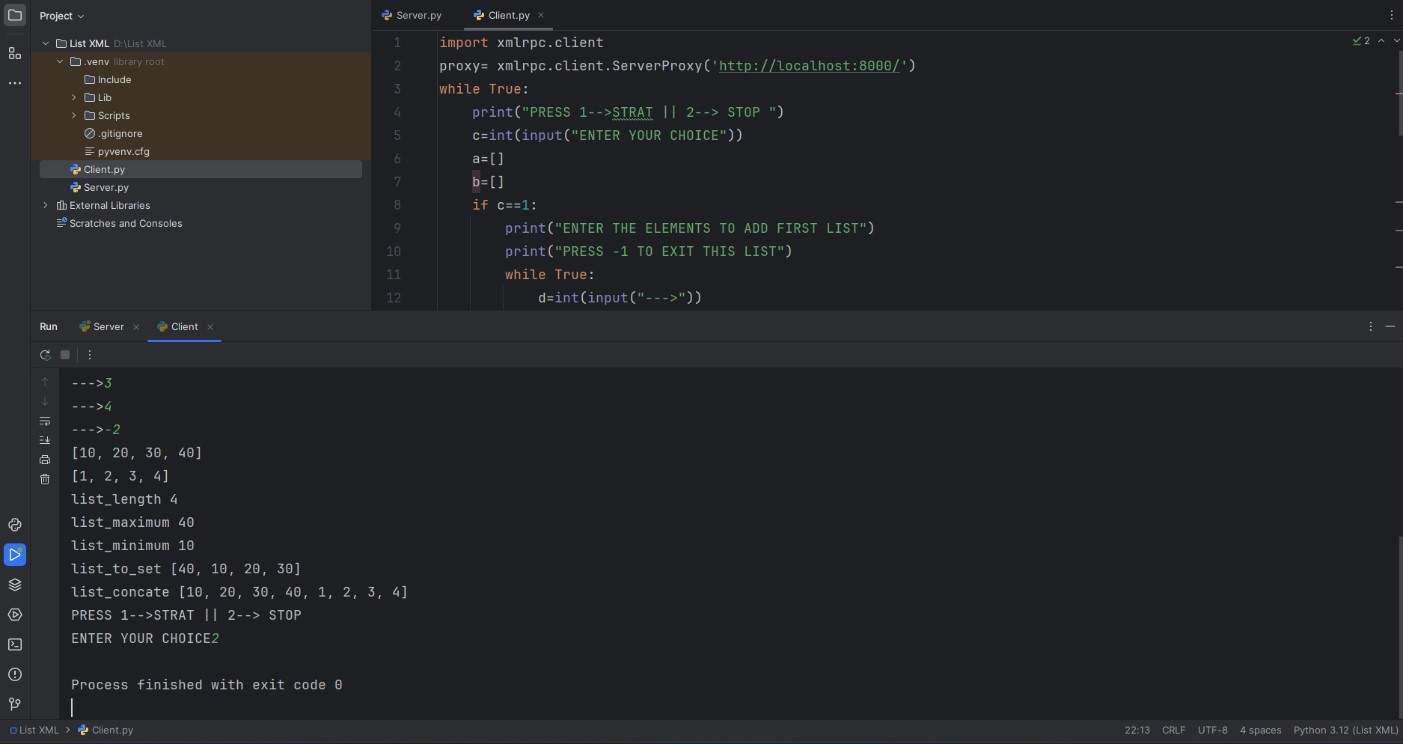 Project
List XML D:\List XML
.venv library root
Include
Lib
Scripts
.gitignore
pyvenv.cfg
Client.py
Server.py
External Libraries
Scratches and Consoles
Server.py Client.py
2
1 import xmlrpc.client
2 proxy= xmlrpc.client.ServerProxy('http://localhost:8000/')
3 while True:
4 print("PRESS 1-->STRAT || 2--> STOP ")
5 c=int(input("ENTER YOUR CHOICE"))
6 a=[]
7 b=[]
8 if c==1:
9 print("ENTER THE ELEMENTS TO ADD FIRST LIST")
10 print("PRESS -1 TO EXIT THIS LIST")
11 while True:
12 d=int(input("--->"))
Run Server Client
--->3
--->4
--->-2
[10, 20, 30, 40]
[1, 2, 3, 4]
list_length 4
list_maximum 40
list_minimum 10
list_to_set [40, 10, 20, 30]
list_concate [10, 20, 30, 40, 1, 2, 3, 4]
PRESS 1-->STRAT || 2--> STOP
ENTER YOUR CHOICE2
Process finished with exit code 0
List XML > Client.py 22:13 CRLF UTF-8 4 spaces Python 3.12 (List XML)